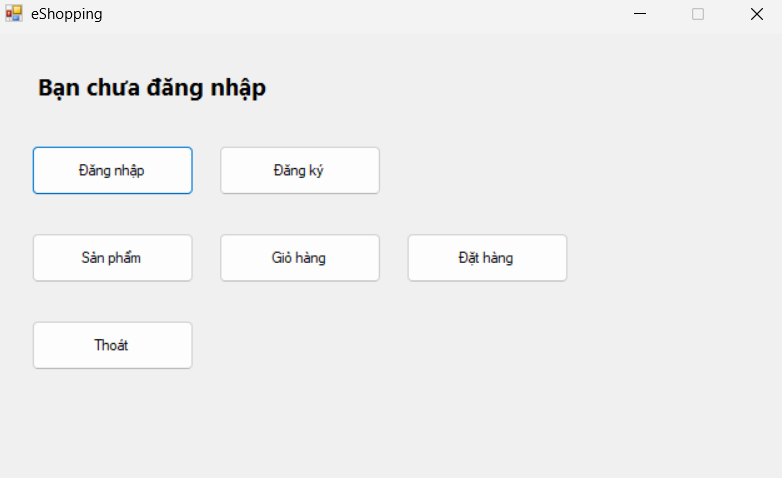 eShopping
Bạn chưa đăng nhập
Đăng nhập Đăng ký
Sản phẩm Giỏ hàng Đặt hàng
Thoát